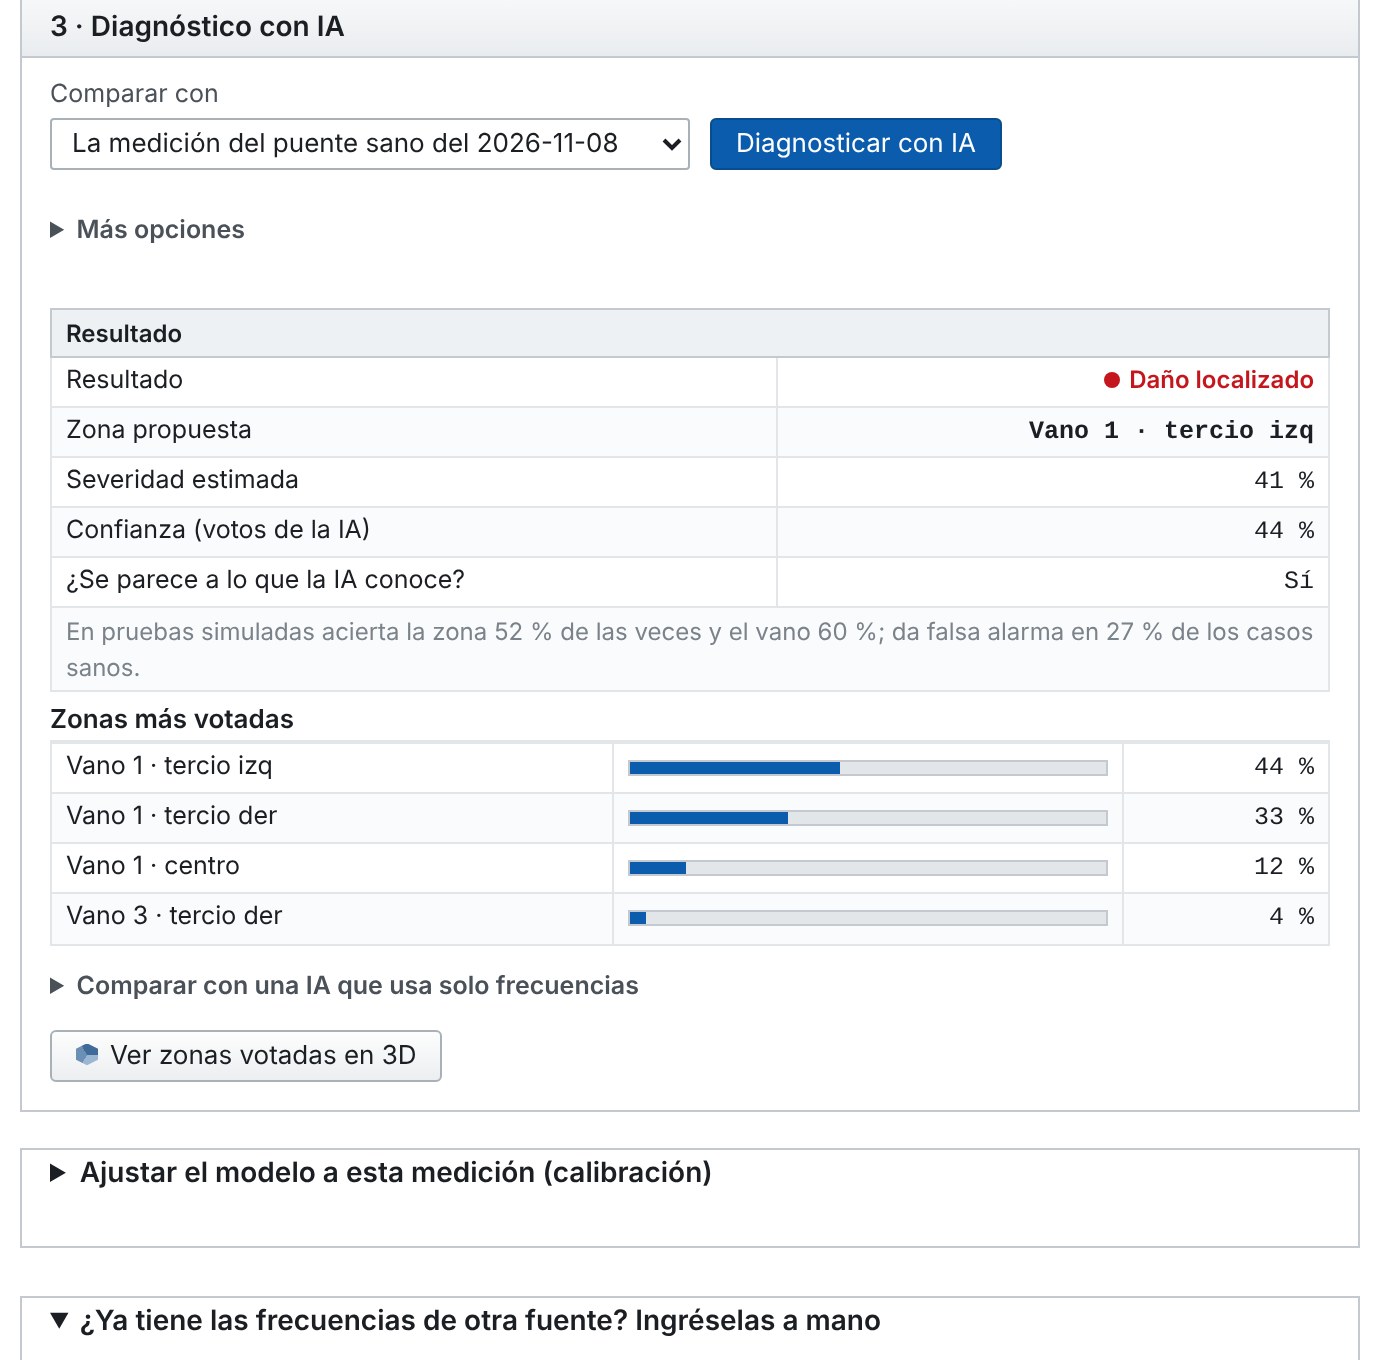 3 · Diagnóstico con IA
Comparar con
La medición del puente sano del 2026-11-08
Diagnosticar con IA
Más opciones
Resultado
Resultado
Daño localizado
Zona propuesta
Vano 1 · tercio izq
Severidad estimada
41 %
Confianza (votos de la IA)
44 %
¿Se parece a lo que la IA conoce?
Sí
En pruebas simuladas acierta la zona 52 % de las veces y el vano 60 %; da falsa alarma en 27 % de los casos
sanos.
Zonas más votadas
Vano 1 · tercio izq
44 %
Vano 1 · tercio der
33 %
Vano 1 · centro
12 %
Vano 3 · tercio der
4 %
Comparar con una IA que usa solo frecuencias
Ver zonas votadas en 3D
Ajustar el modelo a esta medición (calibración)
¿Ya tiene las frecuencias de otra fuente? Ingréselas a mano